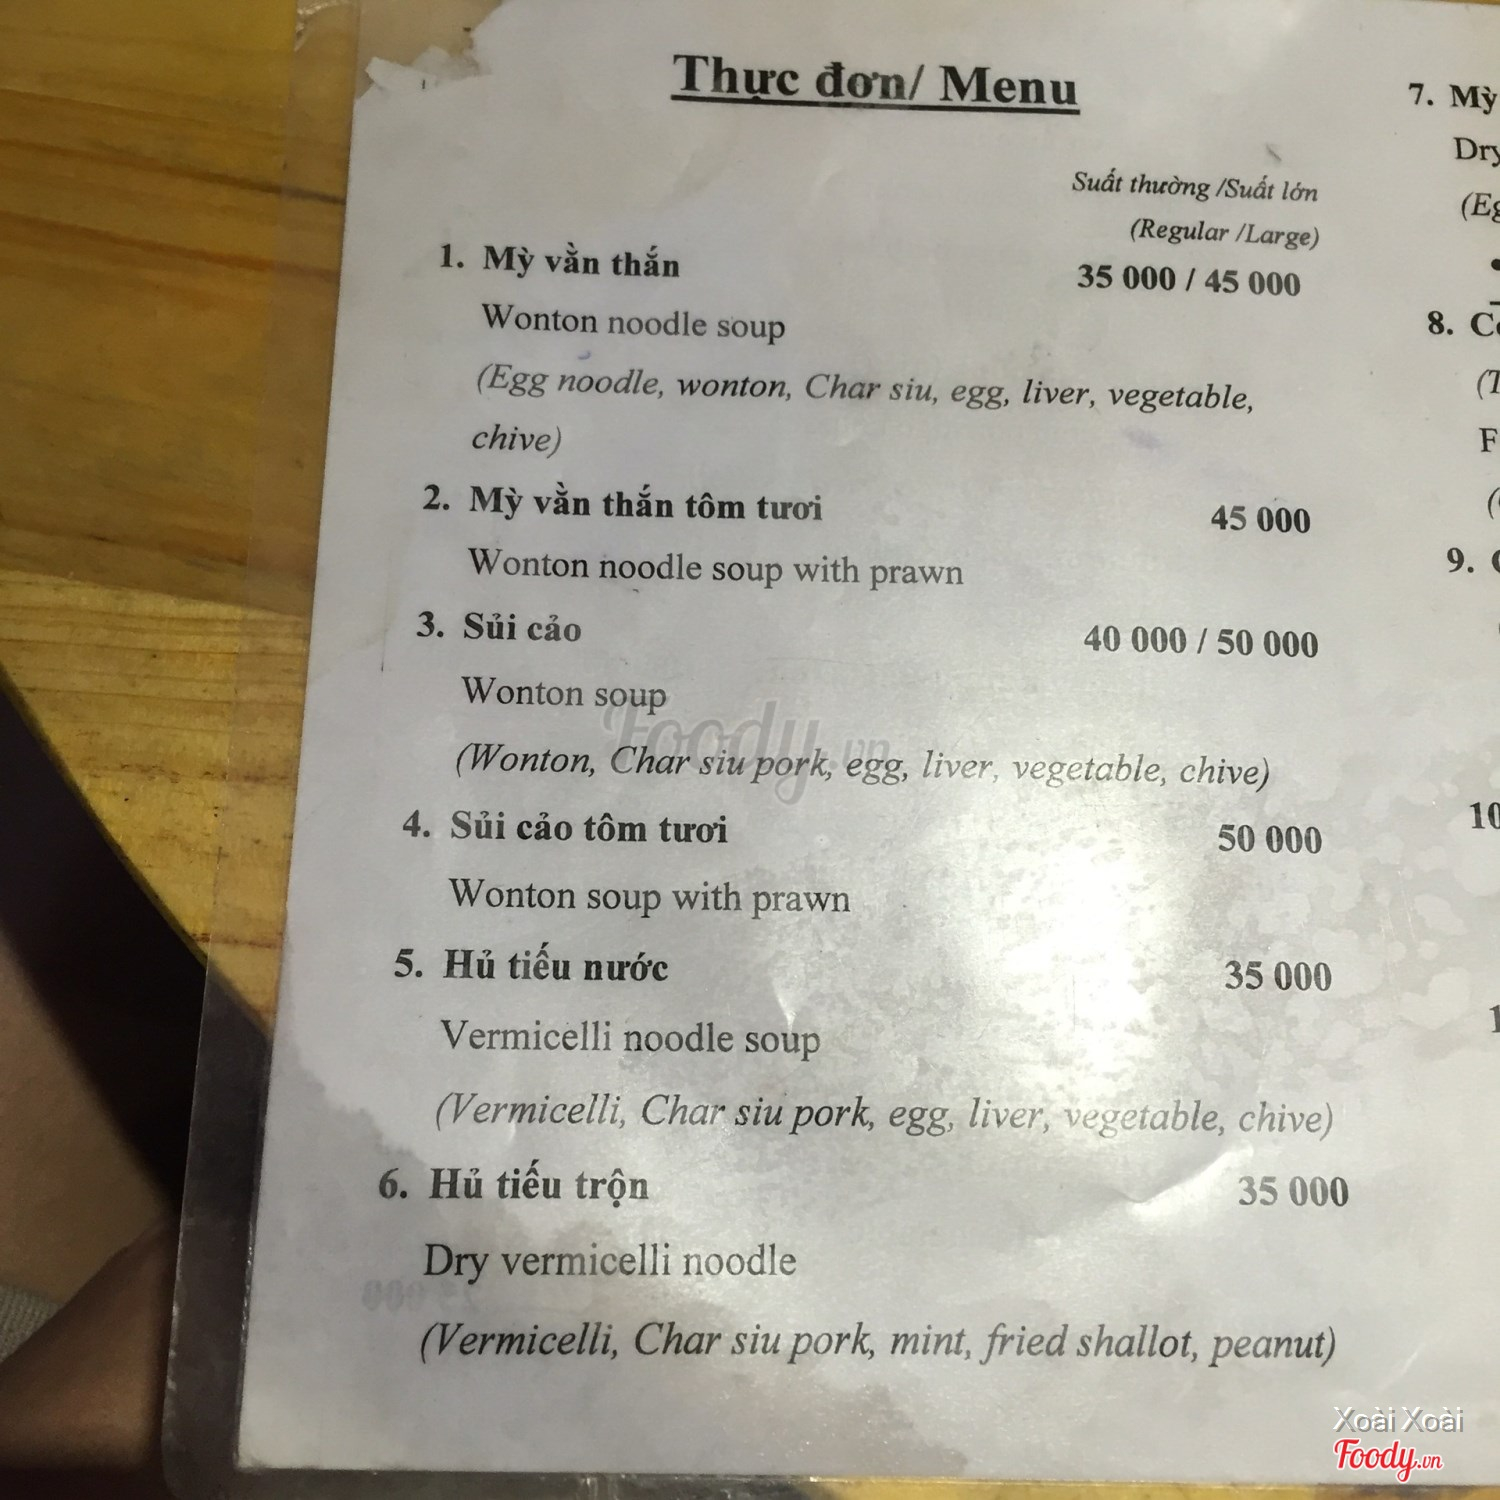 Thực đơn/ Menu
Suất thường /Suất lớn
(Regular /Large)
1. Mỳ vằn thắn 35 000 / 45 000
Wonton noodle soup
(Egg noodle, wonton, Char siu, egg, liver, vegetable,
chive)
2. Mỳ vằn thắn tôm tươi 45 000
Wonton noodle soup with prawn
3. Sủi cảo 40 000 / 50 000
Wonton soup
(Wonton, Char siu pork, egg, liver, vegetable, chive)
4. Sủi cảo tôm tươi 50 000
Wonton soup with prawn
5. Hủ tiếu nước 35 000
Vermicelli noodle soup
(Vermicelli, Char siu pork, egg, liver, vegetable, chive)
6. Hủ tiếu trộn 35 000
Dry vermicelli noodle
(Vermicelli, Char siu pork, mint, fried shallot, peanut)
7. Mỳ
Dry
(Eg
8.
9.
10
Foody.vn
Xoài Xoài
Foody.vn